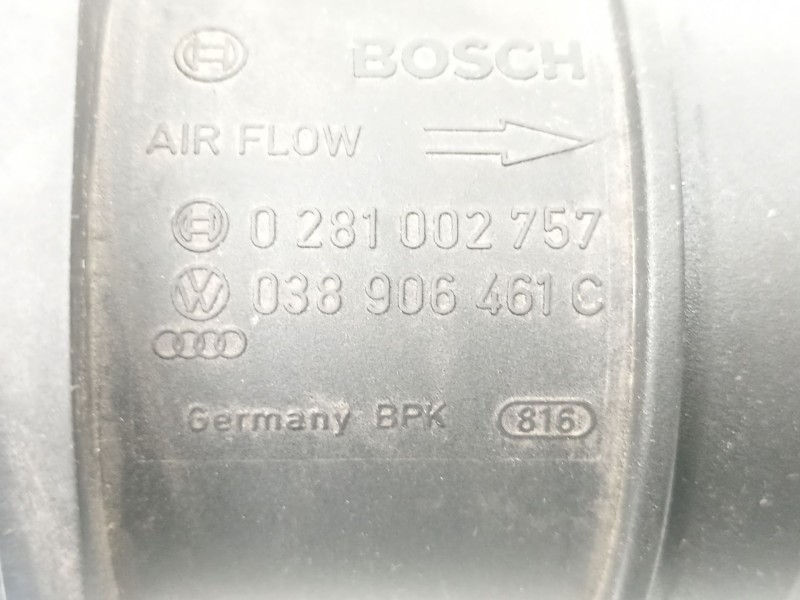 BOSCH
AIR FLOW
0 281 002 757
038 906 461 C
Germany BPK 816